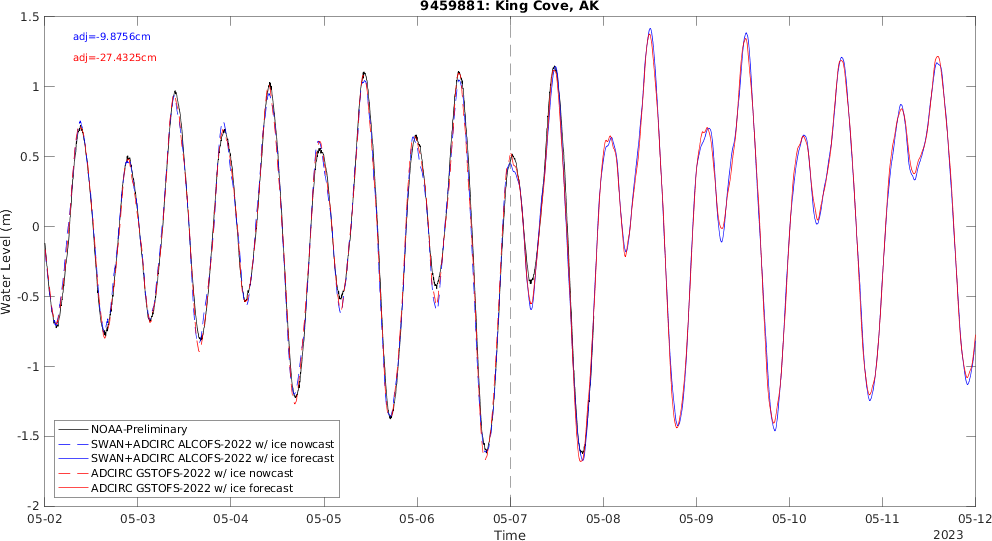 9459881: King Cove, AK
adj=-9.8756cm
adj=-27.4325cm
1.5
1
0.5
0
-0.5
-1
-1.5
-2
Water Level (m)
NOAA-Preliminary
SWAN+ADCIRC ALCOFS-2022 w/ ice nowcast
SWAN+ADCIRC ALCOFS-2022 w/ ice forecast
ADCIRC GSTOFS-2022 w/ ice nowcast
ADCIRC GSTOFS-2022 w/ ice forecast
05-02 05-03 05-04 05-05 05-06 05-07 05-08 05-09 05-10 05-11 05-12
Time
2023